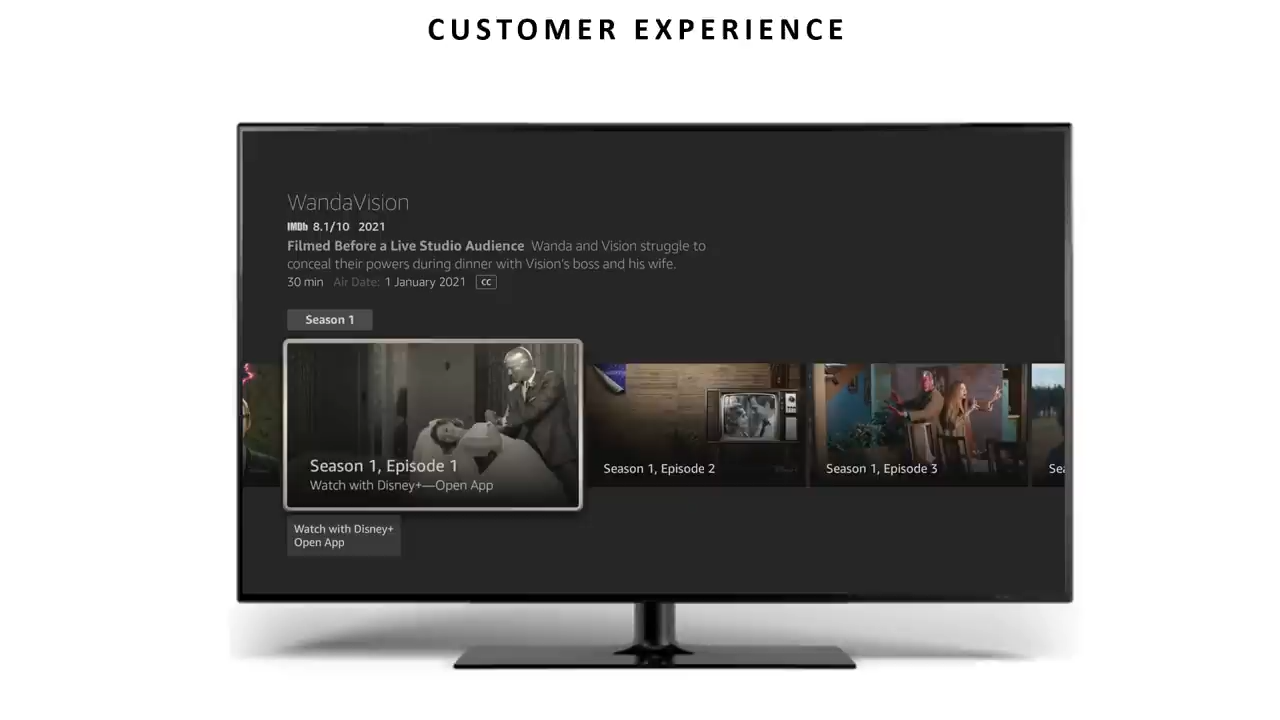 CUSTOMER EXPERIENCE
WandaVision
IMDb 8.1/10 2021
Filmed Before a Live Studio Audience Wanda and Vision struggle to
conceal their powers during dinner with Vision's boss and his wife.
30 min Air Date: 1 January 2021 CC
Season 1
Season 1, Episode 1
Watch with Disney+—Open App
Season 1, Episode 2
Season 1, Episode 3
Sea
Watch with Disney+
Open App